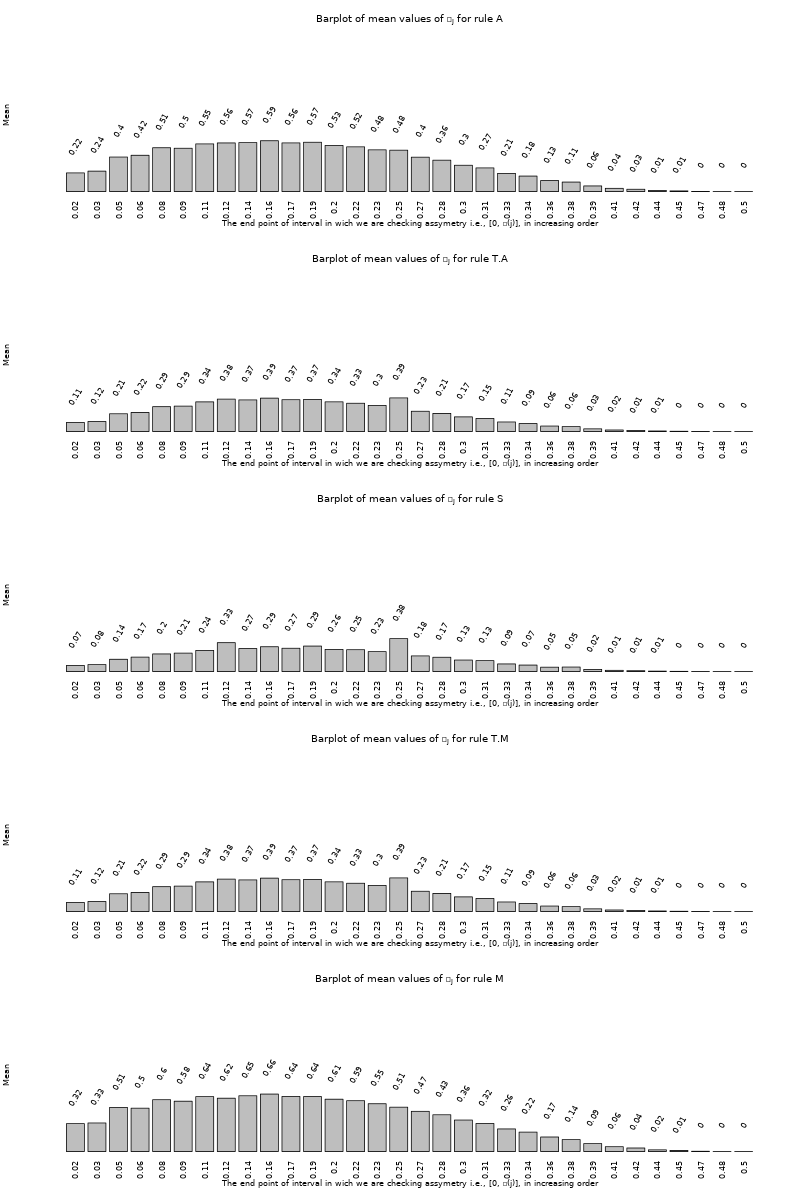 Barplot of mean values of □j for rule A
Mean
0.22 0.24 0.4 0.42 0.51 0.5 0.55 0.56 0.57 0.59 0.56 0.57 0.53 0.52 0.48 0.48 0.4 0.36 0.3 0.27 0.21 0.18 0.13 0.11 0.06 0.04 0.03 0.01 0.01 0 0 0
0.02 0.03 0.05 0.06 0.08 0.09 0.11 0.12 0.14 0.16 0.17 0.19 0.2 0.22 0.23 0.25 0.27 0.28 0.3 0.31 0.33 0.34 0.36 0.38 0.39 0.41 0.42 0.44 0.45 0.47 0.48 0.5
The end point of interval in wich we are checking assymetry i.e., [0, □(j)], in increasing order
Barplot of mean values of □j for rule T.A
Mean
0.11 0.12 0.21 0.22 0.29 0.29 0.34 0.38 0.37 0.39 0.37 0.37 0.34 0.33 0.3 0.39 0.23 0.21 0.17 0.15 0.11 0.09 0.06 0.06 0.03 0.02 0.01 0.01 0 0 0 0
0.02 0.03 0.05 0.06 0.08 0.09 0.11 0.12 0.14 0.16 0.17 0.19 0.2 0.22 0.23 0.25 0.27 0.28 0.3 0.31 0.33 0.34 0.36 0.38 0.39 0.41 0.42 0.44 0.45 0.47 0.48 0.5
The end point of interval in wich we are checking assymetry i.e., [0, □(j)], in increasing order
Barplot of mean values of □j for rule S
Mean
0.07 0.08 0.14 0.17 0.2 0.21 0.24 0.33 0.27 0.29 0.27 0.29 0.26 0.25 0.23 0.38 0.18 0.17 0.13 0.13 0.09 0.07 0.05 0.05 0.02 0.01 0.01 0.01 0 0 0 0
0.02 0.03 0.05 0.06 0.08 0.09 0.11 0.12 0.14 0.16 0.17 0.19 0.2 0.22 0.23 0.25 0.27 0.28 0.3 0.31 0.33 0.34 0.36 0.38 0.39 0.41 0.42 0.44 0.45 0.47 0.48 0.5
The end point of interval in wich we are checking assymetry i.e., [0, □(j)], in increasing order
Barplot of mean values of □j for rule T.M
Mean
0.11 0.12 0.21 0.22 0.29 0.29 0.34 0.38 0.37 0.39 0.37 0.37 0.34 0.33 0.3 0.39 0.23 0.21 0.17 0.15 0.11 0.09 0.06 0.06 0.03 0.02 0.01 0.01 0 0 0 0
0.02 0.03 0.05 0.06 0.08 0.09 0.11 0.12 0.14 0.16 0.17 0.19 0.2 0.22 0.23 0.25 0.27 0.28 0.3 0.31 0.33 0.34 0.36 0.38 0.39 0.41 0.42 0.44 0.45 0.47 0.48 0.5
The end point of interval in wich we are checking assymetry i.e., [0, □(j)], in increasing order
Barplot of mean values of □j for rule M
Mean
0.32 0.33 0.51 0.5 0.6 0.58 0.64 0.62 0.65 0.66 0.64 0.64 0.61 0.59 0.55 0.51 0.47 0.43 0.36 0.32 0.26 0.22 0.17 0.14 0.09 0.06 0.04 0.02 0.01 0 0 0
0.02 0.03 0.05 0.06 0.08 0.09 0.11 0.12 0.14 0.16 0.17 0.19 0.2 0.22 0.23 0.25 0.27 0.28 0.3 0.31 0.33 0.34 0.36 0.38 0.39 0.41 0.42 0.44 0.45 0.47 0.48 0.5
The end point of interval in wich we are checking assymetry i.e., [0, □(j)], in increasing order